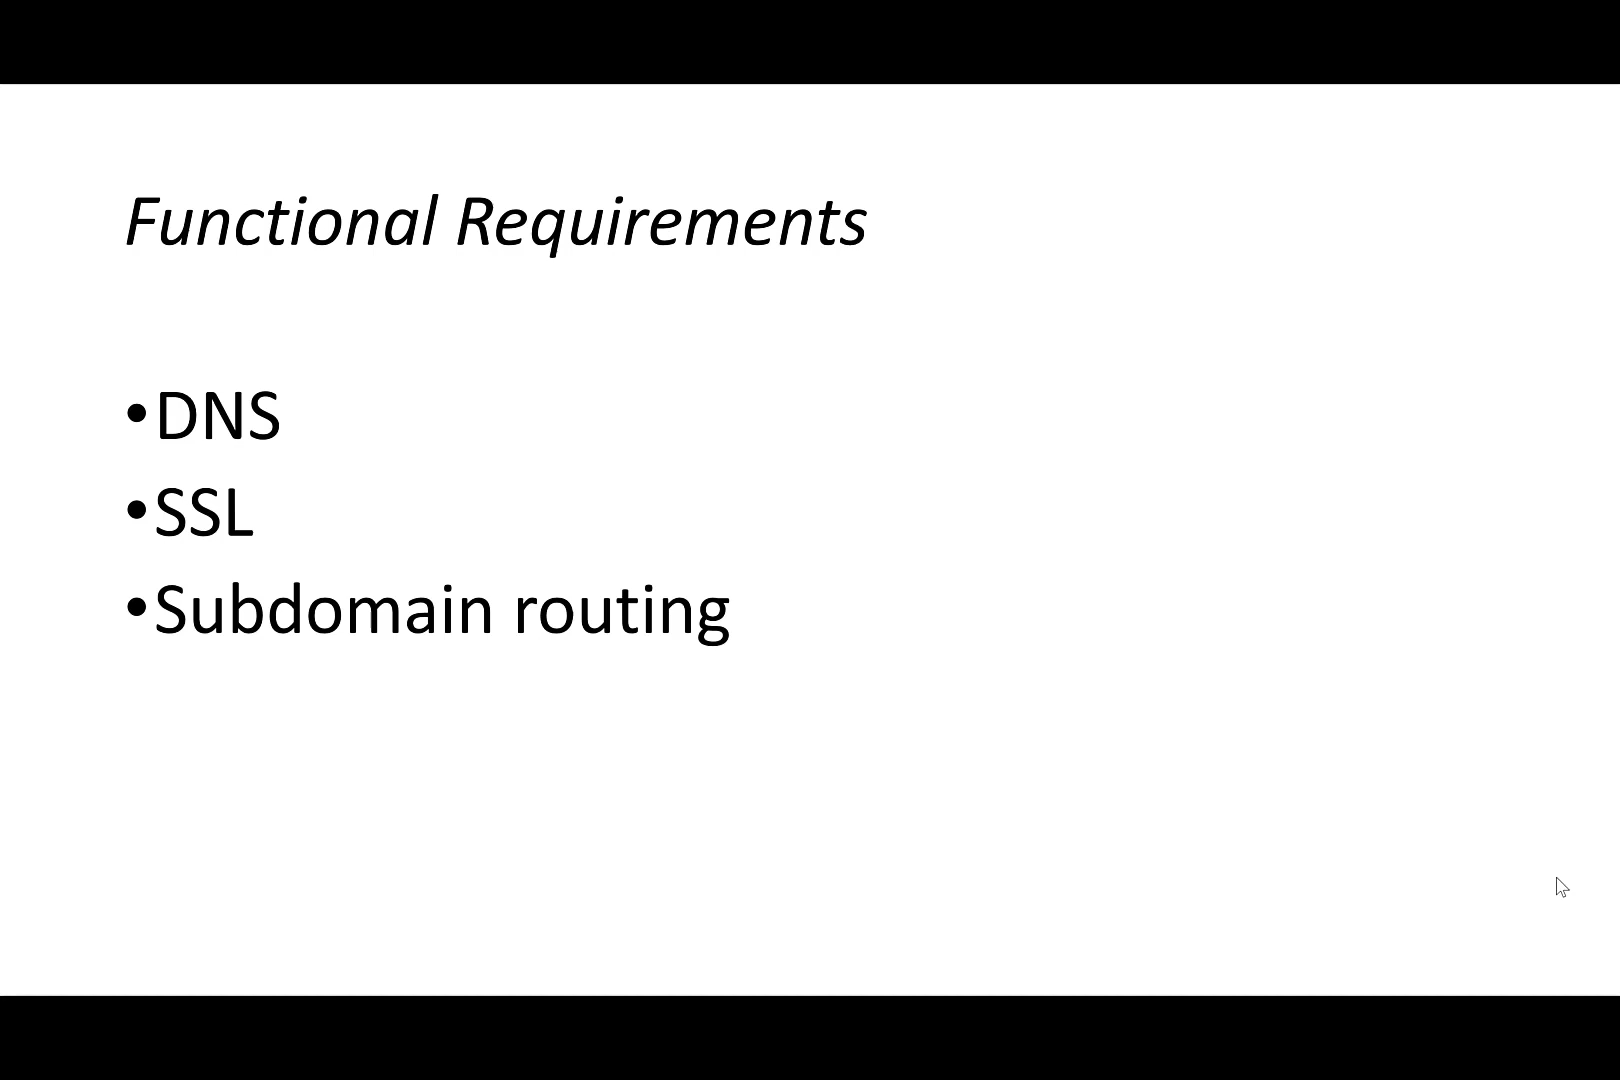 Functional Requirements
•DNS
•SSL
•Subdomain routing